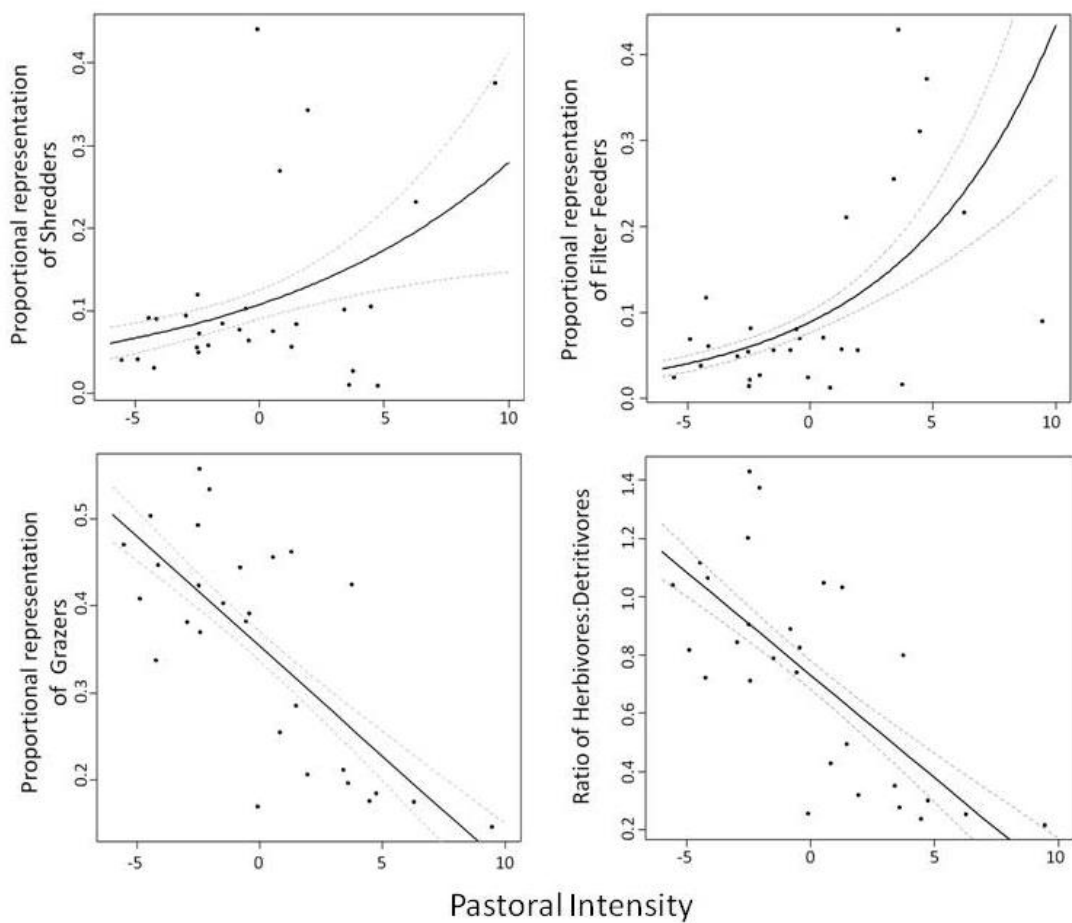 Proportional representation
of Shredders
0.4
0.3
0.2
0.1
0.0
-5 0 5 10
Proportional representation
of Filter Feeders
0.4
0.3
0.2
0.1
0.0
-5 0 5 10
Proportional representation
of Grazers
0.5
0.4
0.3
0.2
-5 0 5 10
Ratio of Herbivores:Detritivores
1.4
1.2
1.0
0.8
0.6
0.4
0.2
-5 0 5 10
Pastoral Intensity